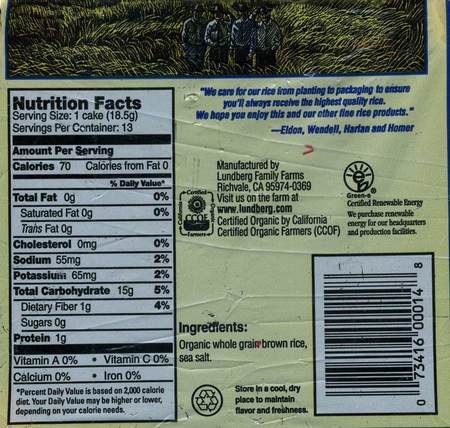 "We care for our rice from planting to packaging to ensure
you'll always receive the highest quality rice.
We hope you enjoy this and our other fine rice products."
—Eldon, Wendell, Harlan and Homer
Nutrition Facts
Serving Size: 1 cake (18.5g)
Servings Per Container: 13
Amount Per Serving
Calories 70 Calories from Fat 0
% Daily Value*
Total Fat 0g 0%
Saturated Fat 0g 0%
Trans Fat 0g
Cholesterol 0mg 0%
Sodium 55mg 2%
Potassium 65mg 2%
Total Carbohydrate 15g 5%
Dietary Fiber 1g 4%
Sugars 0g
Protein 1g
Vitamin A 0% • Vitamin C 0%
Calcium 0% • Iron 0%
*Percent Daily Value is based on 2,000 calorie
diet. Your Daily Value may be higher or lower,
depending on your calorie needs.
Manufactured by
Lundberg Family Farms
Richvale, CA 95974-0369
Visit us on the farm at
www.lundberg.com
Certified Organic by California
Certified Organic Farmers (CCOF)
Certified
California
Organic
CCOF
Farmers
Green-e
Certified Renewable Energy
We purchase renewable
energy for our headquarters
and production facilities.
Ingredients:
Organic whole grain brown rice,
sea salt.
Store in a cool, dry
place to maintain
flavor and freshness.
0 73416 00014 8